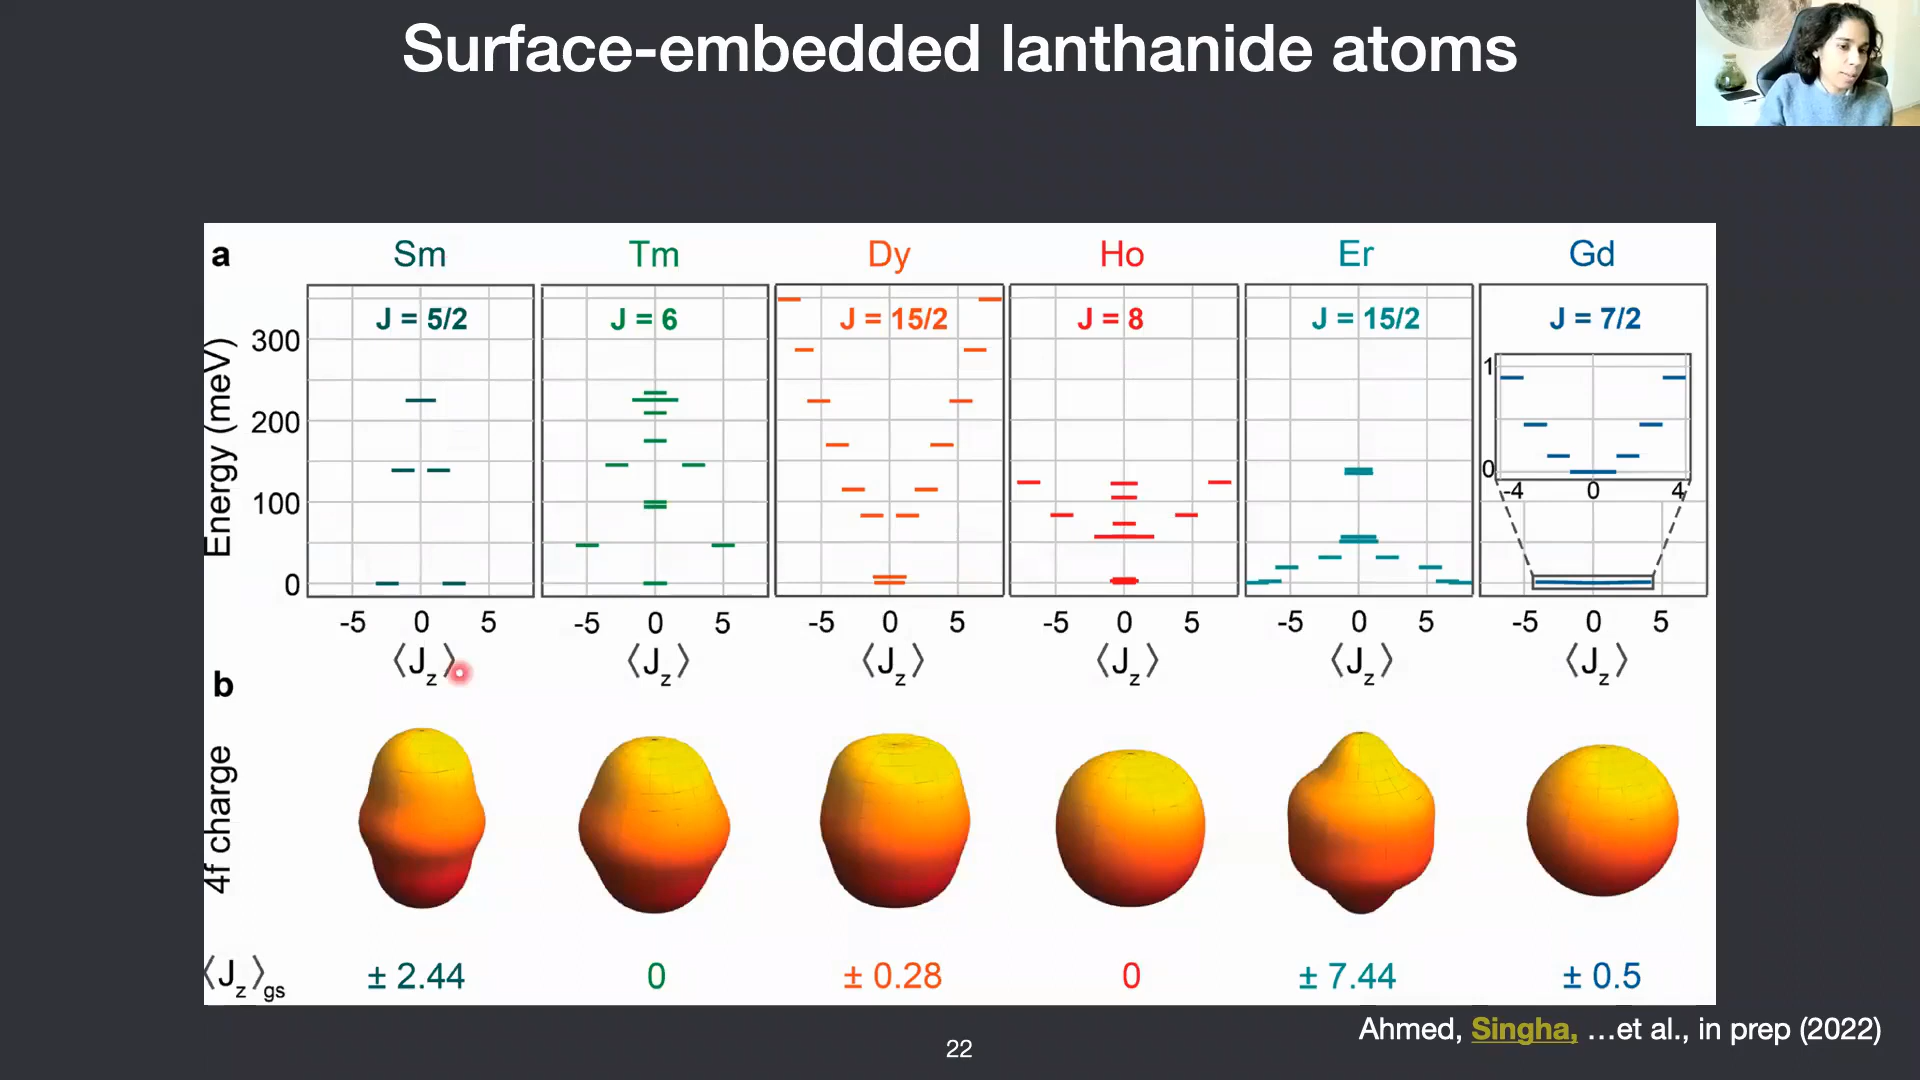 Surface-embedded lanthanide atoms
a
Sm Tm Dy Ho Er Gd
J = 5/2 J = 6 J = 15/2 J = 8 J = 15/2 J = 7/2
Energy (meV)
300
200
100
0
1
0
-4 0 4
-5 0 5 -5 0 5 -5 0 5 -5 0 5 -5 0 5 -5 0 5
⟨Jz⟩ ⟨Jz⟩ ⟨Jz⟩ ⟨Jz⟩ ⟨Jz⟩ ⟨Jz⟩
b
4f charge
⟨Jz⟩gs ± 2.44 0 ± 0.28 0 ± 7.44 ± 0.5
Ahmed, Singha, ...et al., in prep (2022)
22